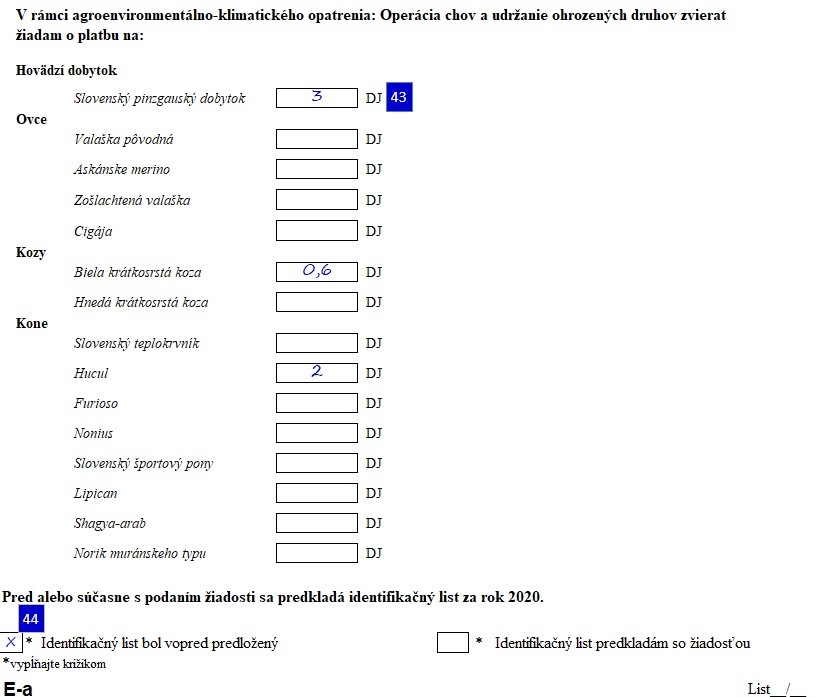 V rámci agroenvironmentálno-klimatického opatrenia: Operácia chov a udržanie ohrozených druhov zvierat
žiadam o platbu na:
Hovädzí dobytok
Slovenský pinzgauský dobytok 3 DJ 43
Ovce
Valaška pôvodná DJ
Askánske merino DJ
Zošlachtená valaška DJ
Cigája DJ
Kozy
Biela krátkosrstá koza 0,6 DJ
Hnedá krátkosrstá koza DJ
Kone
Slovenský teplokrvník DJ
Hucul 2 DJ
Furioso DJ
Nonius DJ
Slovenský športový pony DJ
Lipican DJ
Shagya-arab DJ
Norik muránskeho typu DJ
Pred alebo súčasne s podaním žiadosti sa predkladá identifikačný list za rok 2020.
44
X * Identifikačný list bol vopred predložený * Identifikačný list predkladám so žiadosťou
*vypĺňajte krížikom
E-a List__/__